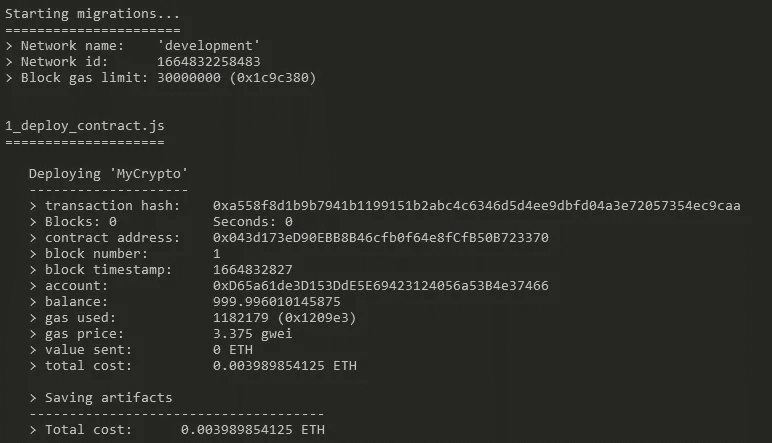 Starting migrations...
======================
> Network name:    'development'
> Network id:      1664832258483
> Block gas limit: 30000000 (0x1c9c380)
1_deploy_contract.js
====================
Deploying 'MyCrypto'
--------------------
> transaction hash:    0xa558f8d1b9b7941b1199151b2abc4c6346d5d4ee9dbfd04a3e72057354ec9caa
> Blocks: 0            Seconds: 0
> contract address:    0x043d173eD90EBB8B46cfb0f64e8fCfB50B723370
> block number:        1
> block timestamp:     1664832827
> account:             0xD65a61de3D153DdE5E69423124056a53B4e37466
> balance:             999.996010145875
> gas used:            1182179 (0x1209e3)
> gas price:           3.375 gwei
> value sent:          0 ETH
> total cost:          0.003989854125 ETH
> Saving artifacts
-------------------------------------
> Total cost:      0.003989854125 ETH